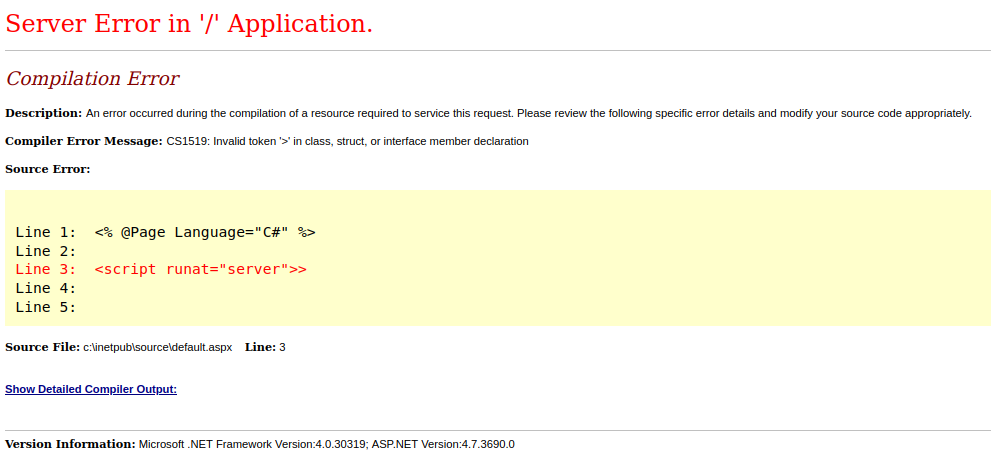 Server Error in '/' Application.
Compilation Error
Description: An error occurred during the compilation of a resource required to service this request. Please review the following specific error details and modify your source code appropriately.
Compiler Error Message: CS1519: Invalid token '>' in class, struct, or interface member declaration
Source Error:
Line 1:  <% @Page Language="C#" %>
Line 2:
Line 3:  <script runat="server">>
Line 4:
Line 5:
Source File: c:\inetpub\source\default.aspx    Line: 3
Show Detailed Compiler Output:
Version Information: Microsoft .NET Framework Version:4.0.30319; ASP.NET Version:4.7.3690.0